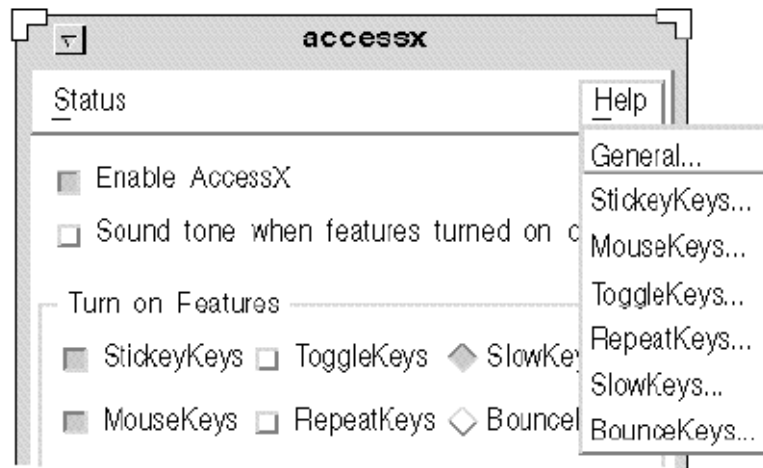 accessx
Status Help
Enable AccessX
Sound tone when features turned on
Turn on Features
StickeyKeys ToggleKeys
MouseKeys RepeatKeys
General...
StickeyKeys...
MouseKeys...
ToggleKeys...
RepeatKeys...
SlowKeys...
BounceKeys...